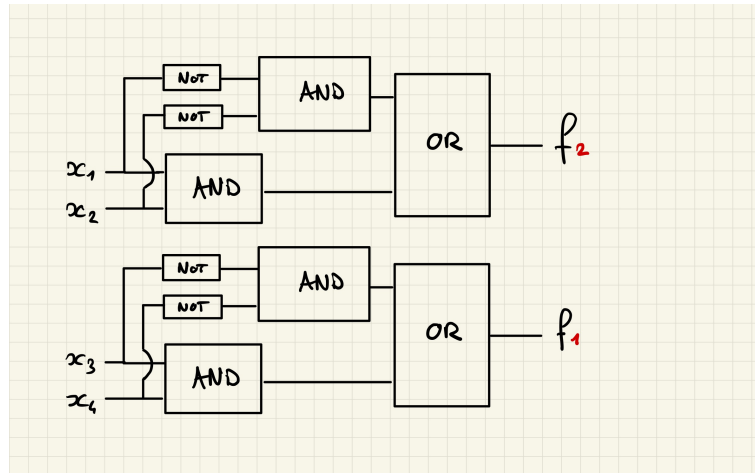 NOT
AND
NOT
OR
f2
x1
AND
x2
NOT
AND
NOT
OR
f1
x3
AND
x4